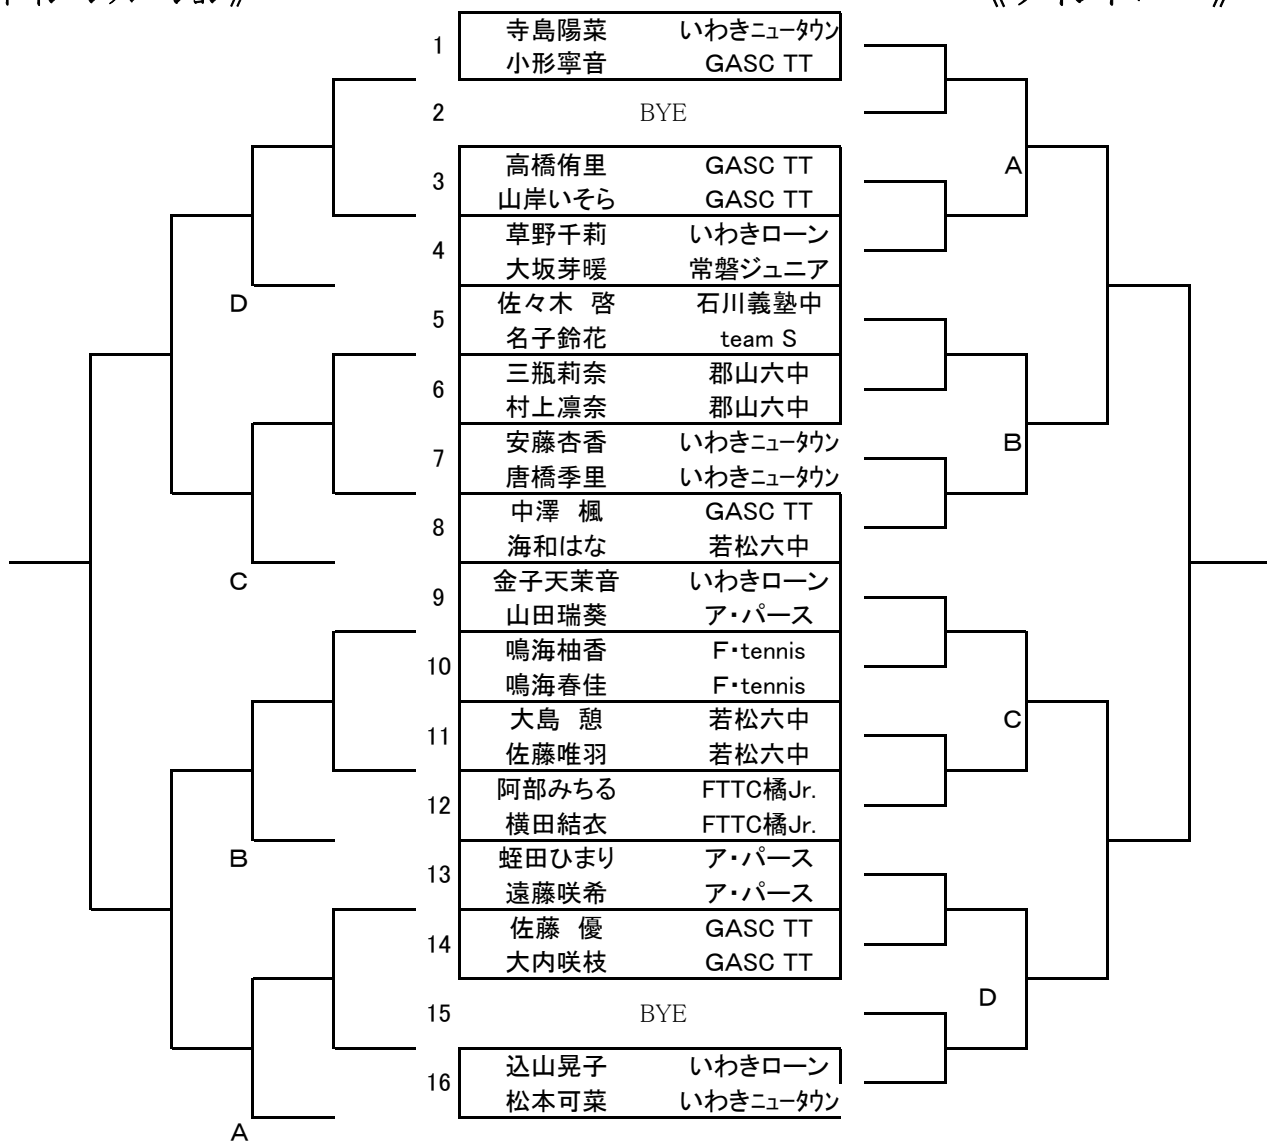 1 寺島陽菜 いわきニュータウン
小形寧音 GASC TT
2 BYE
3 高橋侑里 GASC TT A
山岸いそら GASC TT
4 草野千莉 いわきローン
大坂芽暖 常磐ジュニア
D 5 佐々木 啓 石川義塾中
名子鈴花 team S
6 三瓶莉奈 郡山六中
村上凛奈 郡山六中
7 安藤杏香 いわきニュータウン B
唐橋季里 いわきニュータウン
8 中澤 楓 GASC TT
海和はな 若松六中
C 9 金子天茉音 いわきローン
山田瑞葵 ア・パース
10 鳴海柚香 F・tennis
鳴海春佳 F・tennis
11 大島 憩 若松六中 C
佐藤唯羽 若松六中
12 阿部みちる FTTC橘Jr.
横田結衣 FTTC橘Jr.
B 13 蛭田ひまり ア・パース
遠藤咲希 ア・パース
14 佐藤 優 GASC TT
大内咲枝 GASC TT
D
15 BYE
16 込山晃子 いわきローン
松本可菜 いわきニュータウン
A